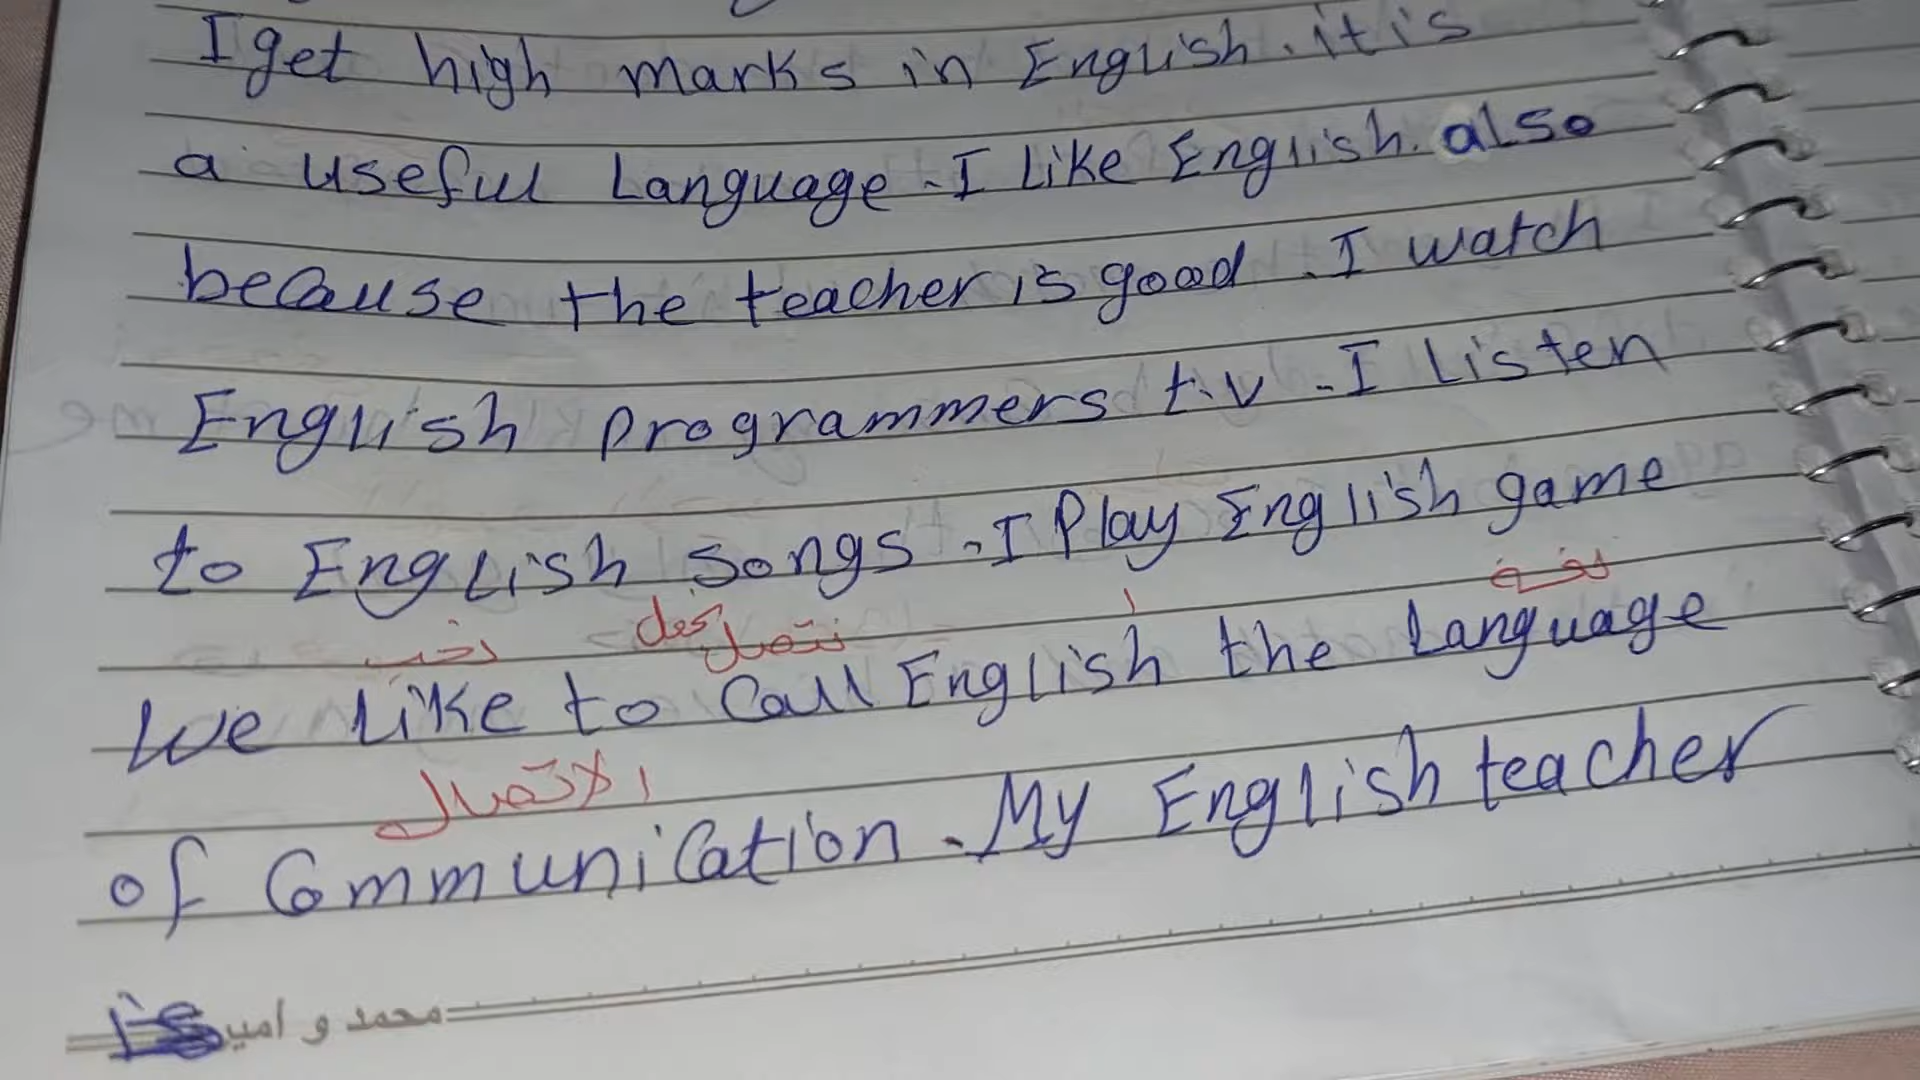 I get high marks in English. it is
a useful Language. I Like English. also
because the teacher is good. I watch
English Programmers t.v. I Listen
to English songs. I Play English game
نحب نتصل
We Like to Call English the Language
الاتصال
of Communication. My English teacher
is محمد و امير